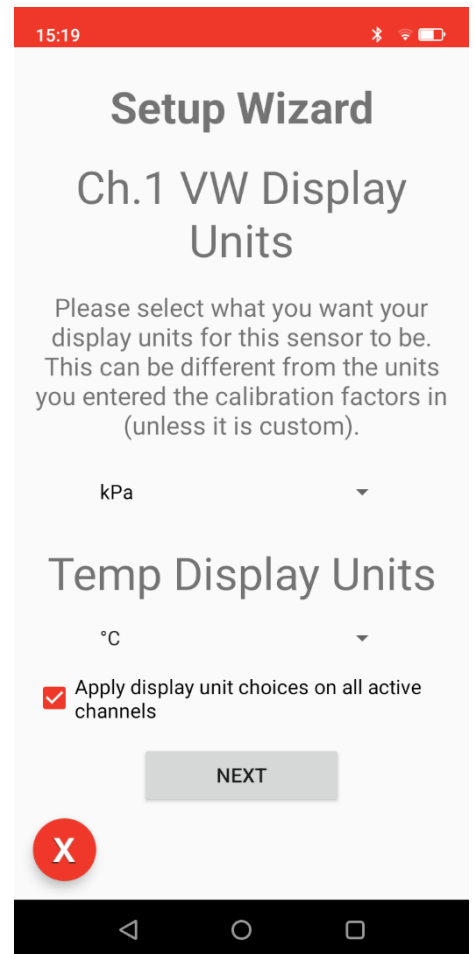 15:19
Setup Wizard
Ch.1 VW Display
Units
Please select what you want your
display units for this sensor to be.
This can be different from the units
you entered the calibration factors in
(unless it is custom).
kPa
Temp Display Units
°C
Apply display unit choices on all active
channels
NEXT
X